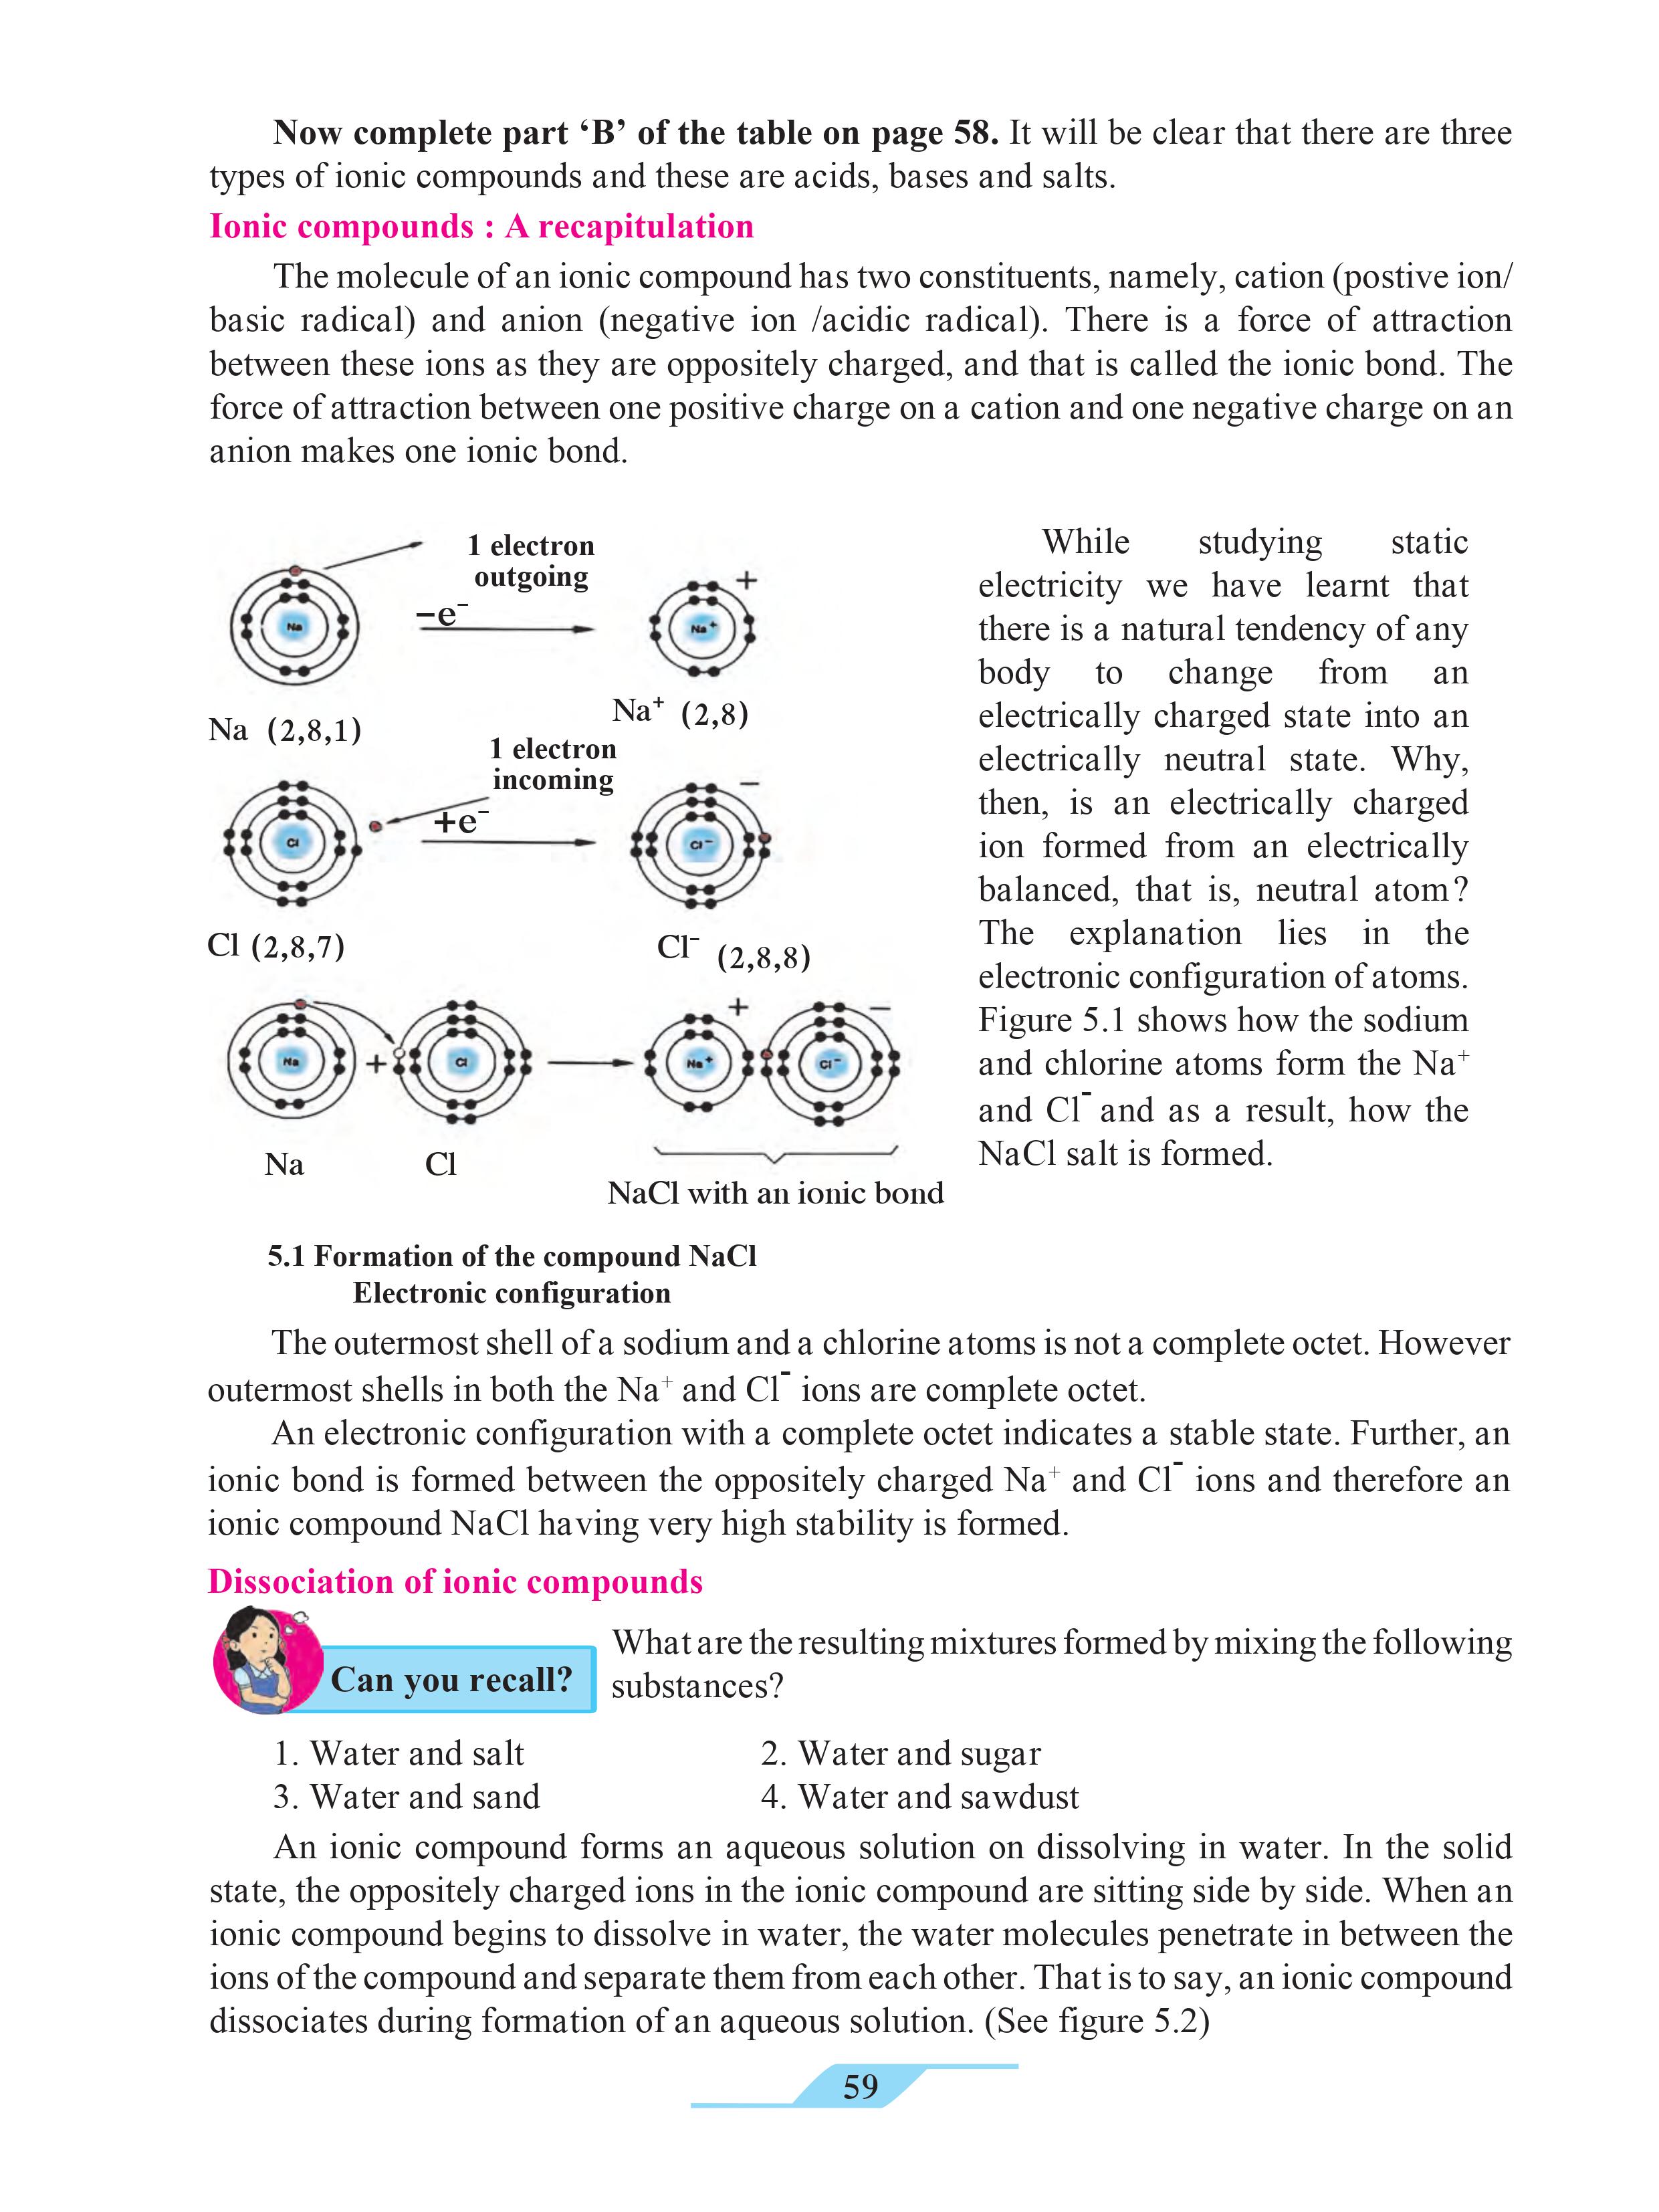 Now complete part ‘B’ of the table on page 58. It will be clear that there are three
types of ionic compounds and these are acids, bases and salts.
Ionic compounds : A recapitulation
The molecule of an ionic compound has two constituents, namely, cation (postive ion/
basic radical) and anion (negative ion /acidic radical). There is a force of attraction
between these ions as they are oppositely charged, and that is called the ionic bond. The
force of attraction between one positive charge on a cation and one negative charge on an
anion makes one ionic bond.
1 electron
outgoing
−e⁻
+
Na
Na⁺
Na (2,8,1)
Na⁺ (2,8)
1 electron
incoming
+e⁻
−
Cl
Cl⁻
Cl (2,8,7)
Cl⁻ (2,8,8)
+ −
Na + Cl Na⁺ Cl⁻
Na Cl
NaCl with an ionic bond
5.1 Formation of the compound NaCl
Electronic configuration
While studying static
electricity we have learnt that
there is a natural tendency of any
body to change from an
electrically charged state into an
electrically neutral state. Why,
then, is an electrically charged
ion formed from an electrically
balanced, that is, neutral atom?
The explanation lies in the
electronic configuration of atoms.
Figure 5.1 shows how the sodium
and chlorine atoms form the Na⁺
and Cl⁻ and as a result, how the
NaCl salt is formed.
The outermost shell of a sodium and a chlorine atoms is not a complete octet. However
outermost shells in both the Na⁺ and Cl⁻ ions are complete octet.
An electronic configuration with a complete octet indicates a stable state. Further, an
ionic bond is formed between the oppositely charged Na⁺ and Cl⁻ ions and therefore an
ionic compound NaCl having very high stability is formed.
Dissociation of ionic compounds
Can you recall?
What are the resulting mixtures formed by mixing the following
substances?
1. Water and salt 2. Water and sugar
3. Water and sand 4. Water and sawdust
An ionic compound forms an aqueous solution on dissolving in water. In the solid
state, the oppositely charged ions in the ionic compound are sitting side by side. When an
ionic compound begins to dissolve in water, the water molecules penetrate in between the
ions of the compound and separate them from each other. That is to say, an ionic compound
dissociates during formation of an aqueous solution. (See figure 5.2)
59